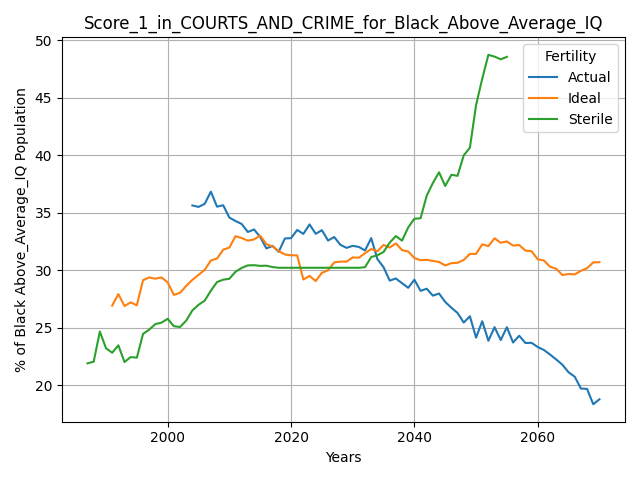 Score_1_in_COURTS_AND_CRIME_for_Black_Above_Average_IQ
% of Black Above_Average_IQ Population
50
45
40
35
30
25
20
Fertility
Actual
Ideal
Sterile
2000
2020
2040
2060
Years